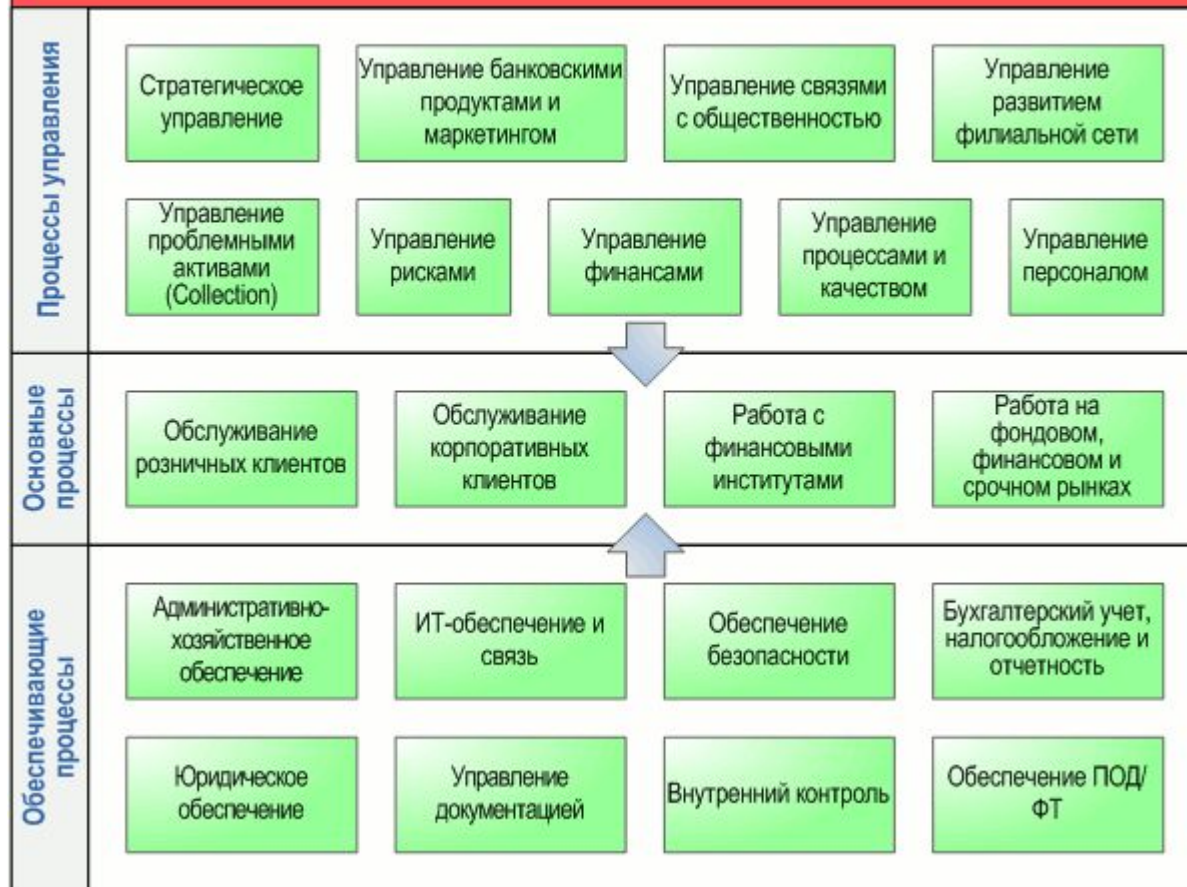 Процессы управления
Стратегическое
управление
Управление банковскими
продуктами и
маркетингом
Управление связями
с общественностью
Управление
развитием
филиальной сети
Управление
проблемными
активами
(Collection)
Управление
рисками
Управление
финансами
Управление
процессами и
качеством
Управление
персоналом
Основные
процессы
Обслуживание
розничных клиентов
Обслуживание
корпоративных
клиентов
Работа с
финансовыми
институтами
Работа на
фондовом,
финансовом и
срочном рынках
Обеспечивающие
процессы
Административно-
хозяйственное
обеспечение
ИТ-обеспечение и
связь
Обеспечение
безопасности
Бухгалтерский учет,
налогообложение и
отчетность
Юридическое
обеспечение
Управление
документацией
Внутренний контроль
Обеспечение ПОД/
ФТ